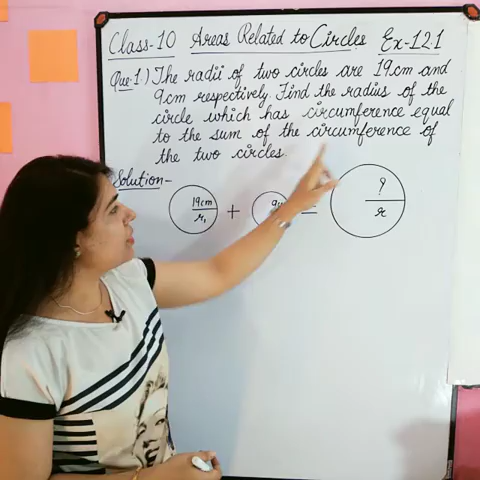 Class-10 Areas Related to Circles Ex-12.1
Que.1.) The radii of two circles are 19cm and
9cm respectively. Find the radius of the
circle which has circumference equal
to the sum of the circumference of
the two circles.
Solution-
19cm + = ?
r₁ r